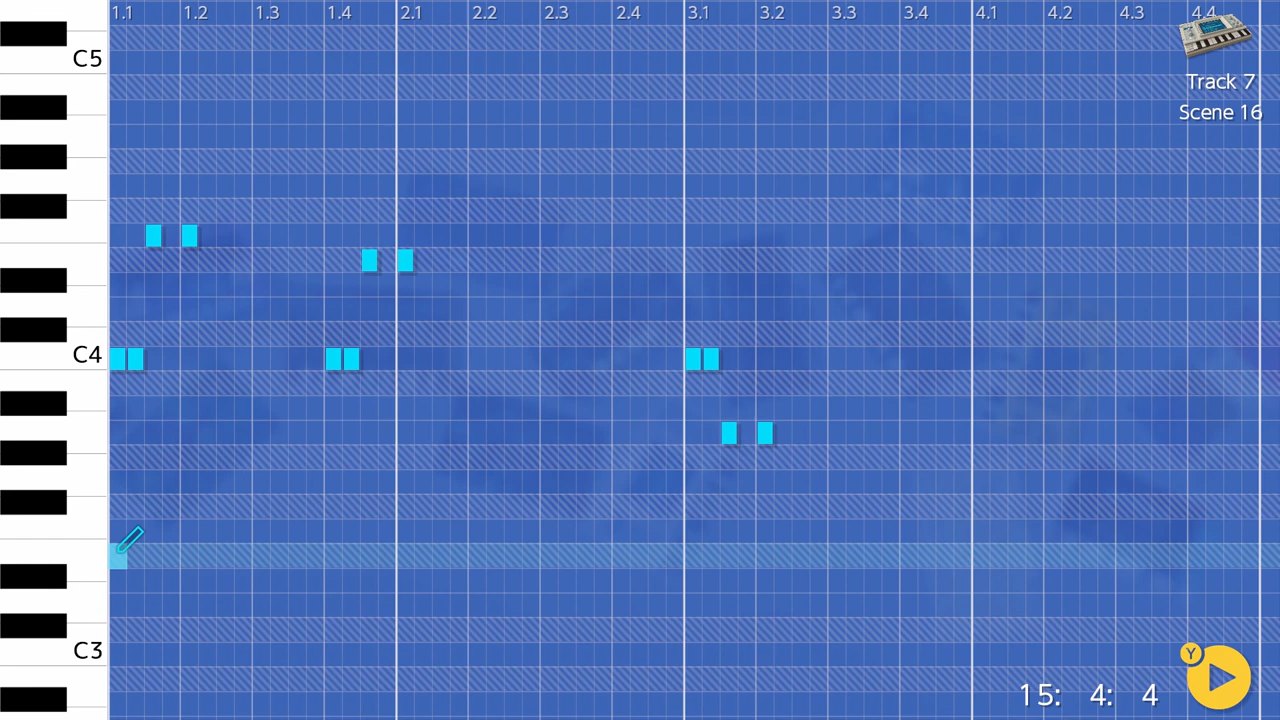 1.1 1.2 1.3 1.4 2.1 2.2 2.3 2.4 3.1 3.2 3.3 3.4 4.1 4.2 4.3 4.4
C5
Track 7
Scene 16
C4
C3
Y
15: 4: 4